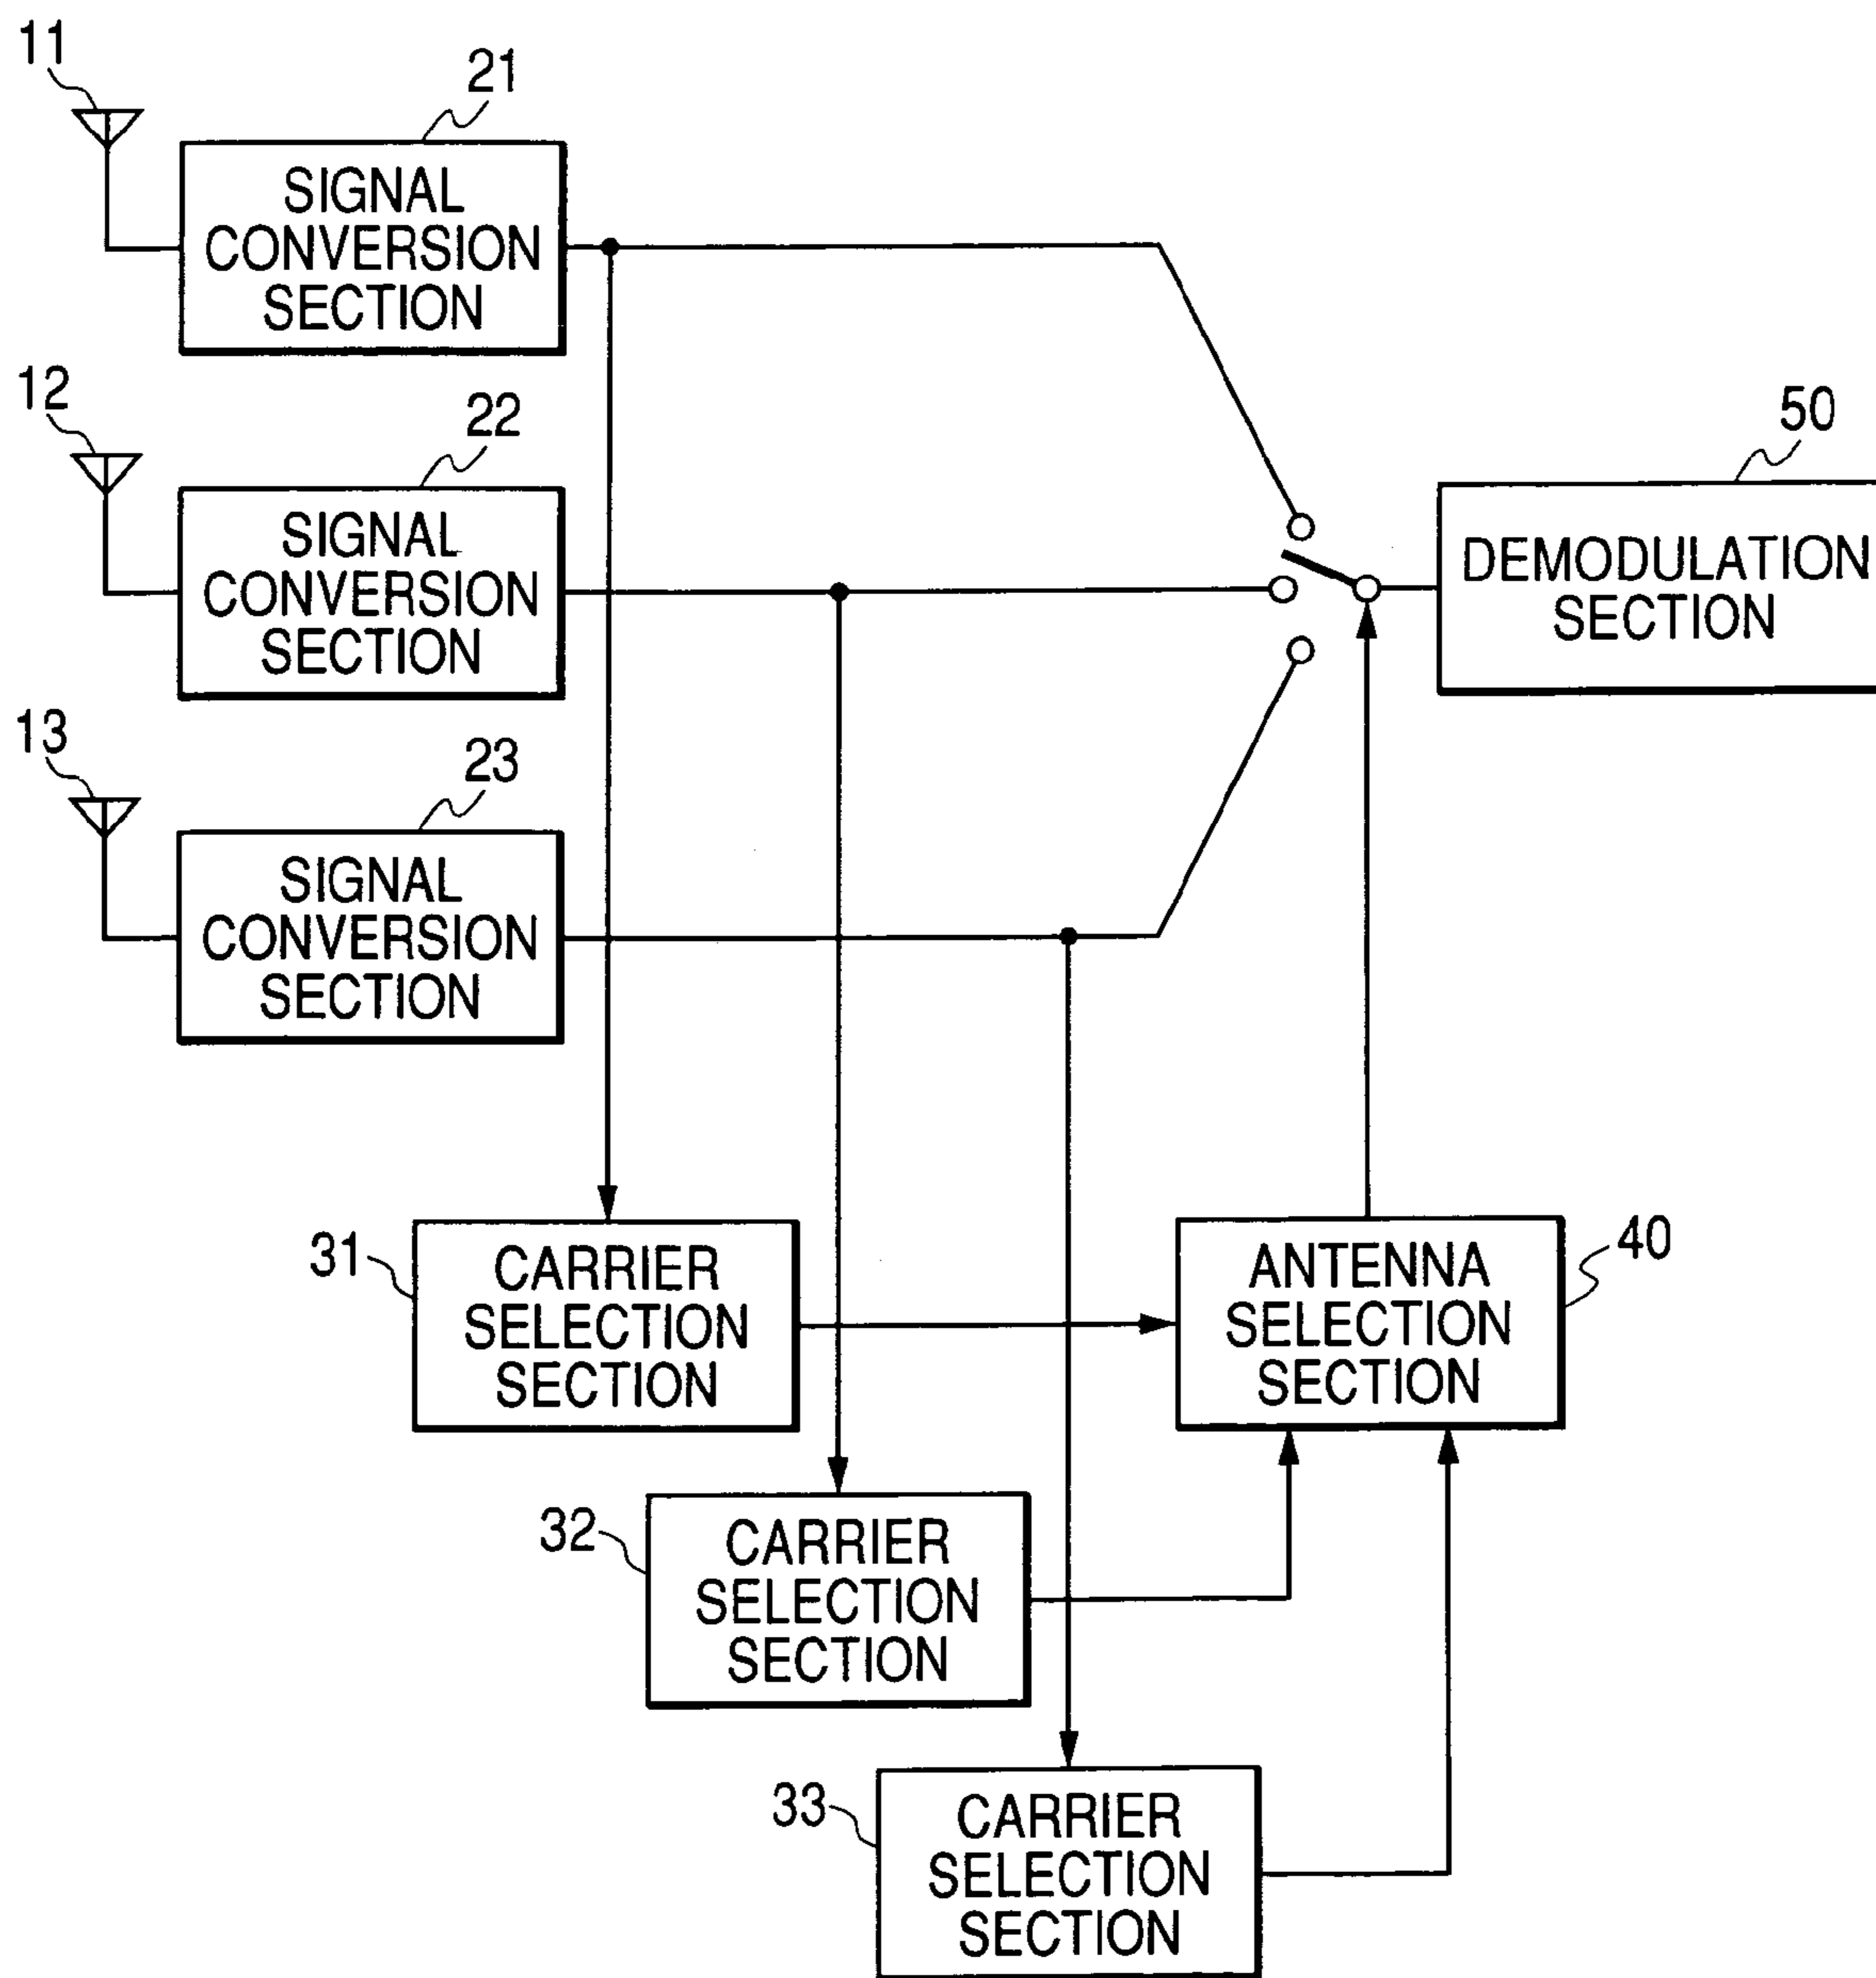 11
21
SIGNAL
CONVERSION
SECTION
12
22
SIGNAL
CONVERSION
SECTION
50
DEMODULATION
SECTION
13
23
SIGNAL
CONVERSION
SECTION
31
CARRIER
SELECTION
SECTION
ANTENNA
SELECTION
SECTION
40
32
CARRIER
SELECTION
SECTION
33
CARRIER
SELECTION
SECTION